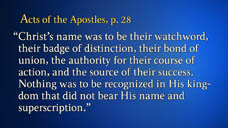 Acts of the Apostles, p. 28
“Christ’s name was to be their watchword,
their badge of distinction, their bond of
union, the authority for their course of
action, and the source of their success.
Nothing was to be recognized in His king-
dom that did not bear His name and
superscription.”